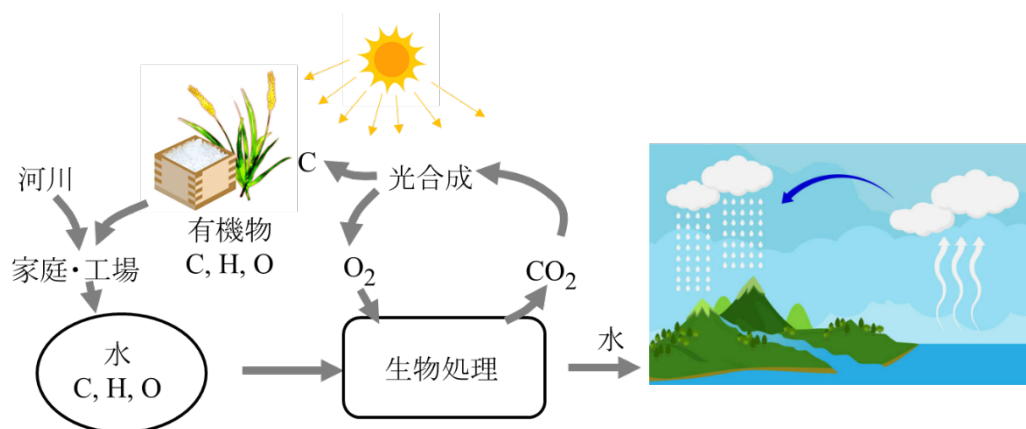 C
光合成
河川
有機物
C, H, O
家庭・工場
O2
CO2
水
水
C, H, O
生物処理